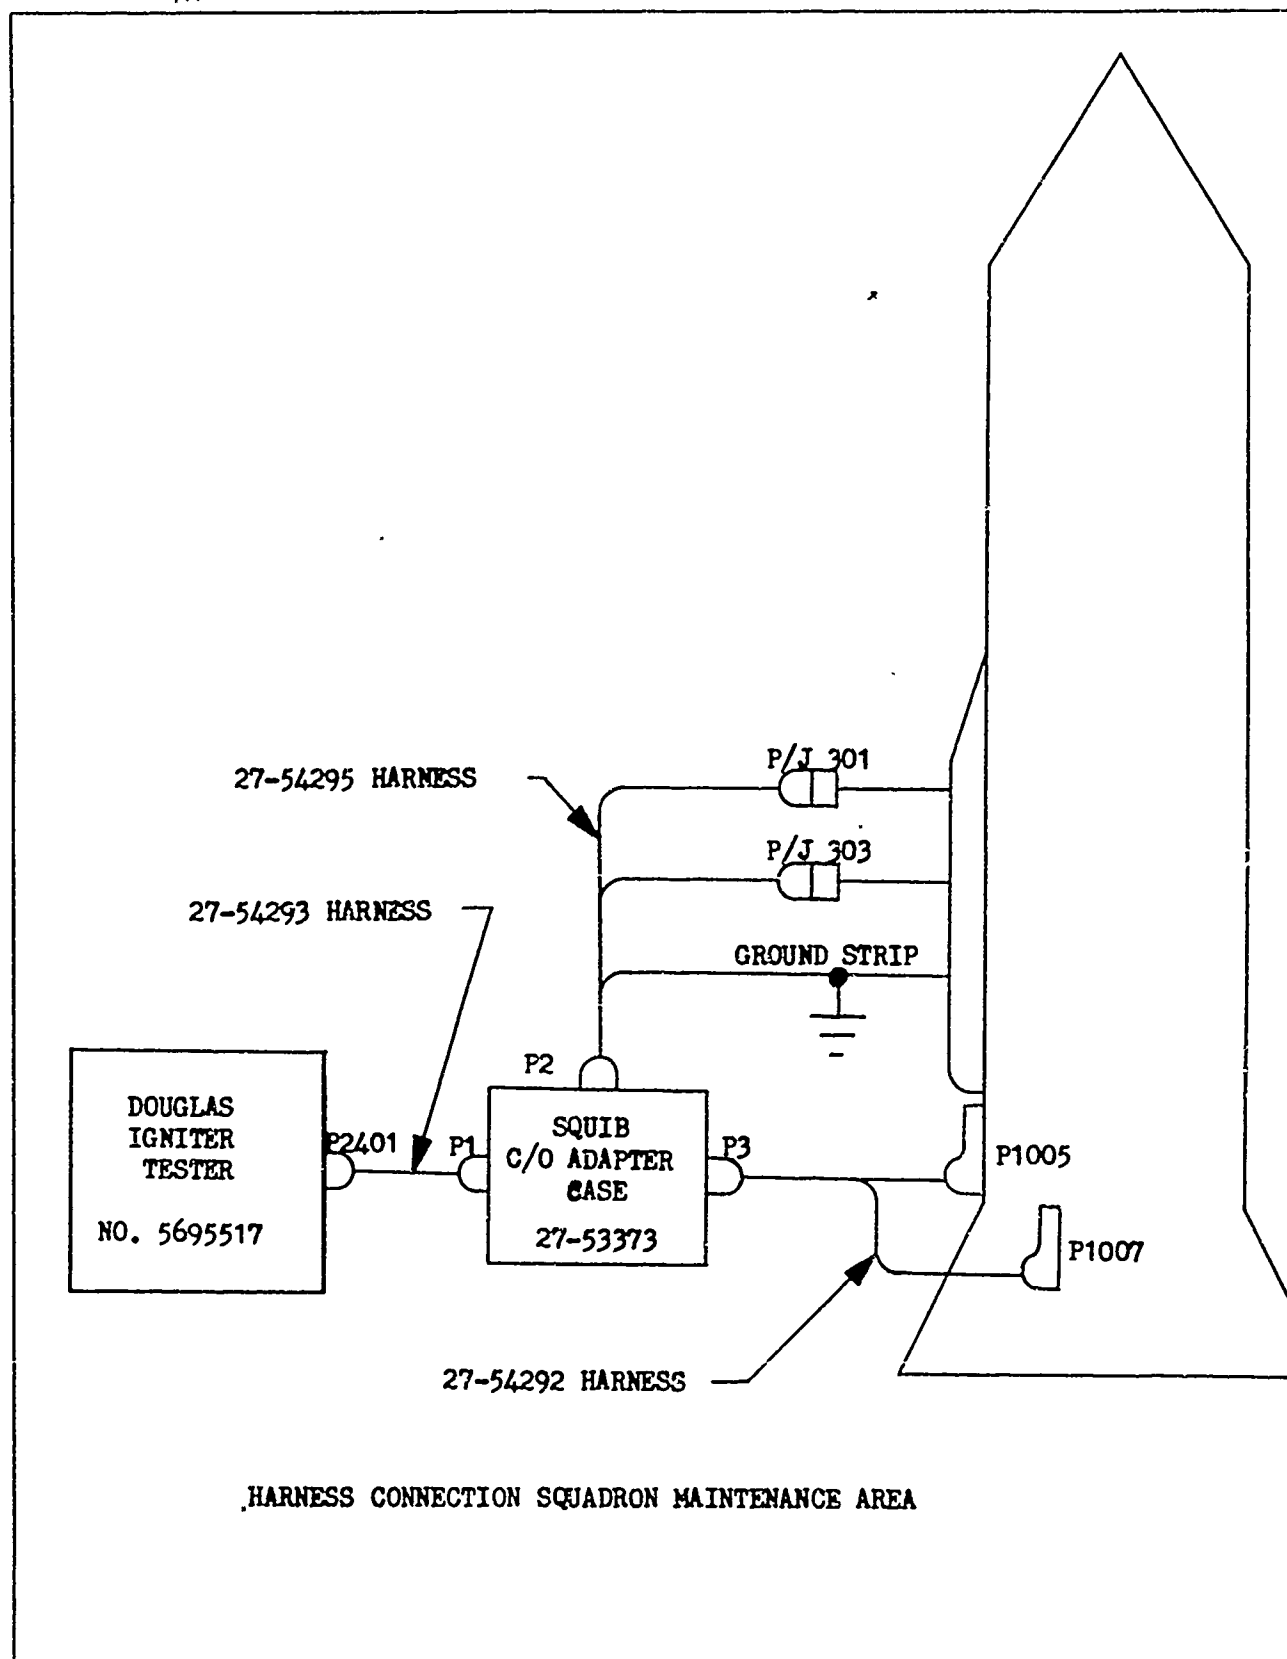 P/J 301
27-54295 HARNESS
P/J 303
27-54293 HARNESS
GROUND STRIP
P2
DOUGLAS
IGNITER
TESTER
NO. 5695517
P2401
P1
SQUIB
C/O ADAPTER
CASE
27-53373
P3
P1005
P1007
27-54292 HARNESS
HARNESS CONNECTION SQUADRON MAINTENANCE AREA